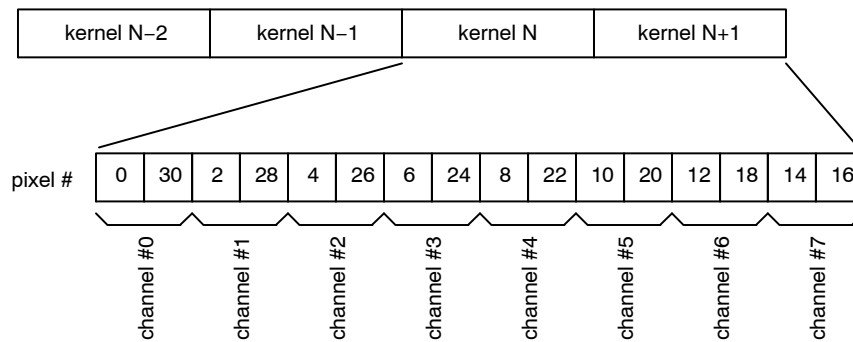 kernel N−2 kernel N−1 kernel N kernel N+1
pixel # 0 30 2 28 4 26 6 24 8 22 10 20 12 18 14 16
channel #0 channel #1 channel #2 channel #3 channel #4 channel #5 channel #6 channel #7